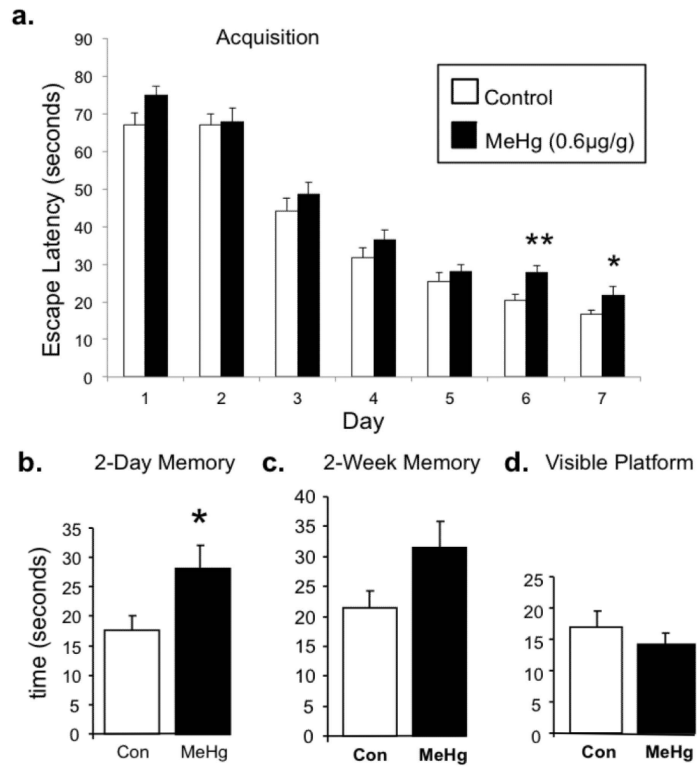 a.
Acquisition
Escape Latency (seconds)
90
80
70
60
50
40
30
20
10
0
Control
MeHg (0.6µg/g)
**
*
1 2 3 4 5 6 7
Day
b. 2-Day Memory
time (seconds)
35
30
25
20
15
10
5
0
*
Con MeHg
c. 2-Week Memory
40
35
30
25
20
15
10
5
0
Con MeHg
d. Visible Platform
25
20
15
10
5
0
Con MeHg